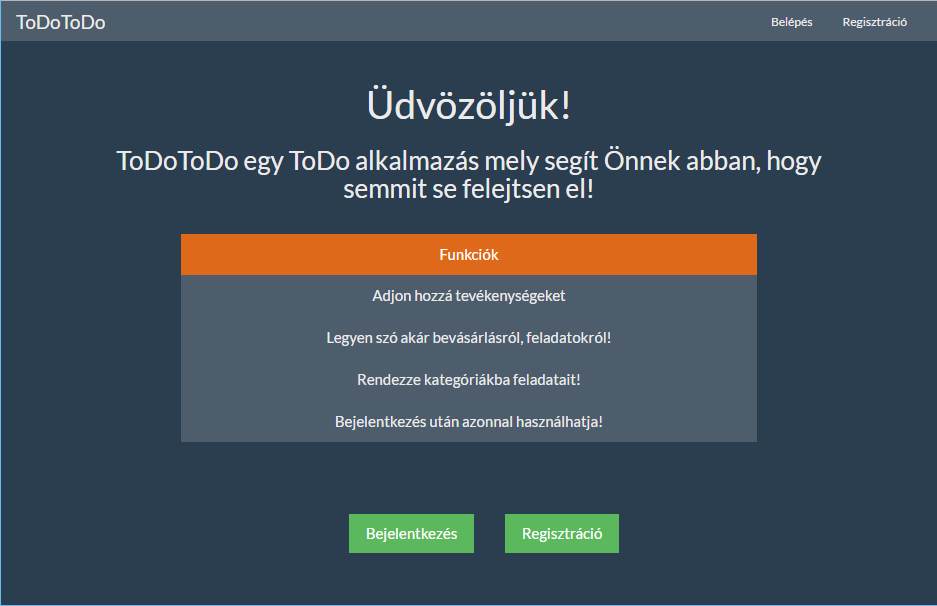 ToDoToDo
Belépés
Regisztráció
Üdvözöljük!
ToDoToDo egy ToDo alkalmazás mely segít Önnek abban, hogy
semmit se felejtsen el!
Funkciók
Adjon hozzá tevékenységeket
Legyen szó akár bevásárlásról, feladatokról!
Rendezze kategóriákba feladatait!
Bejelentkezés után azonnal használhatja!
Bejelentkezés
Regisztráció